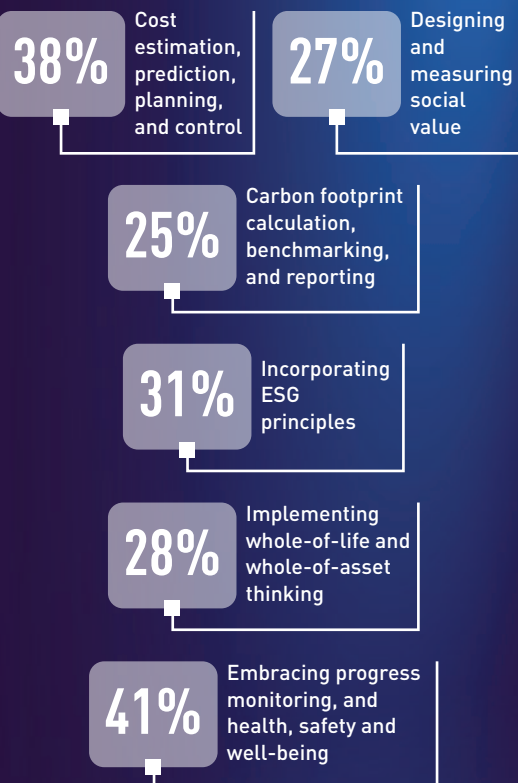 38%
Cost
estimation,
prediction,
planning,
and control
27%
Designing
and
measuring
social
value
25%
Carbon footprint
calculation,
benchmarking,
and reporting
31%
Incorporating
ESG
principles
28%
Implementing
whole-of-life and
whole-of-asset
thinking
41%
Embracing progress
monitoring, and
health, safety and
well-being